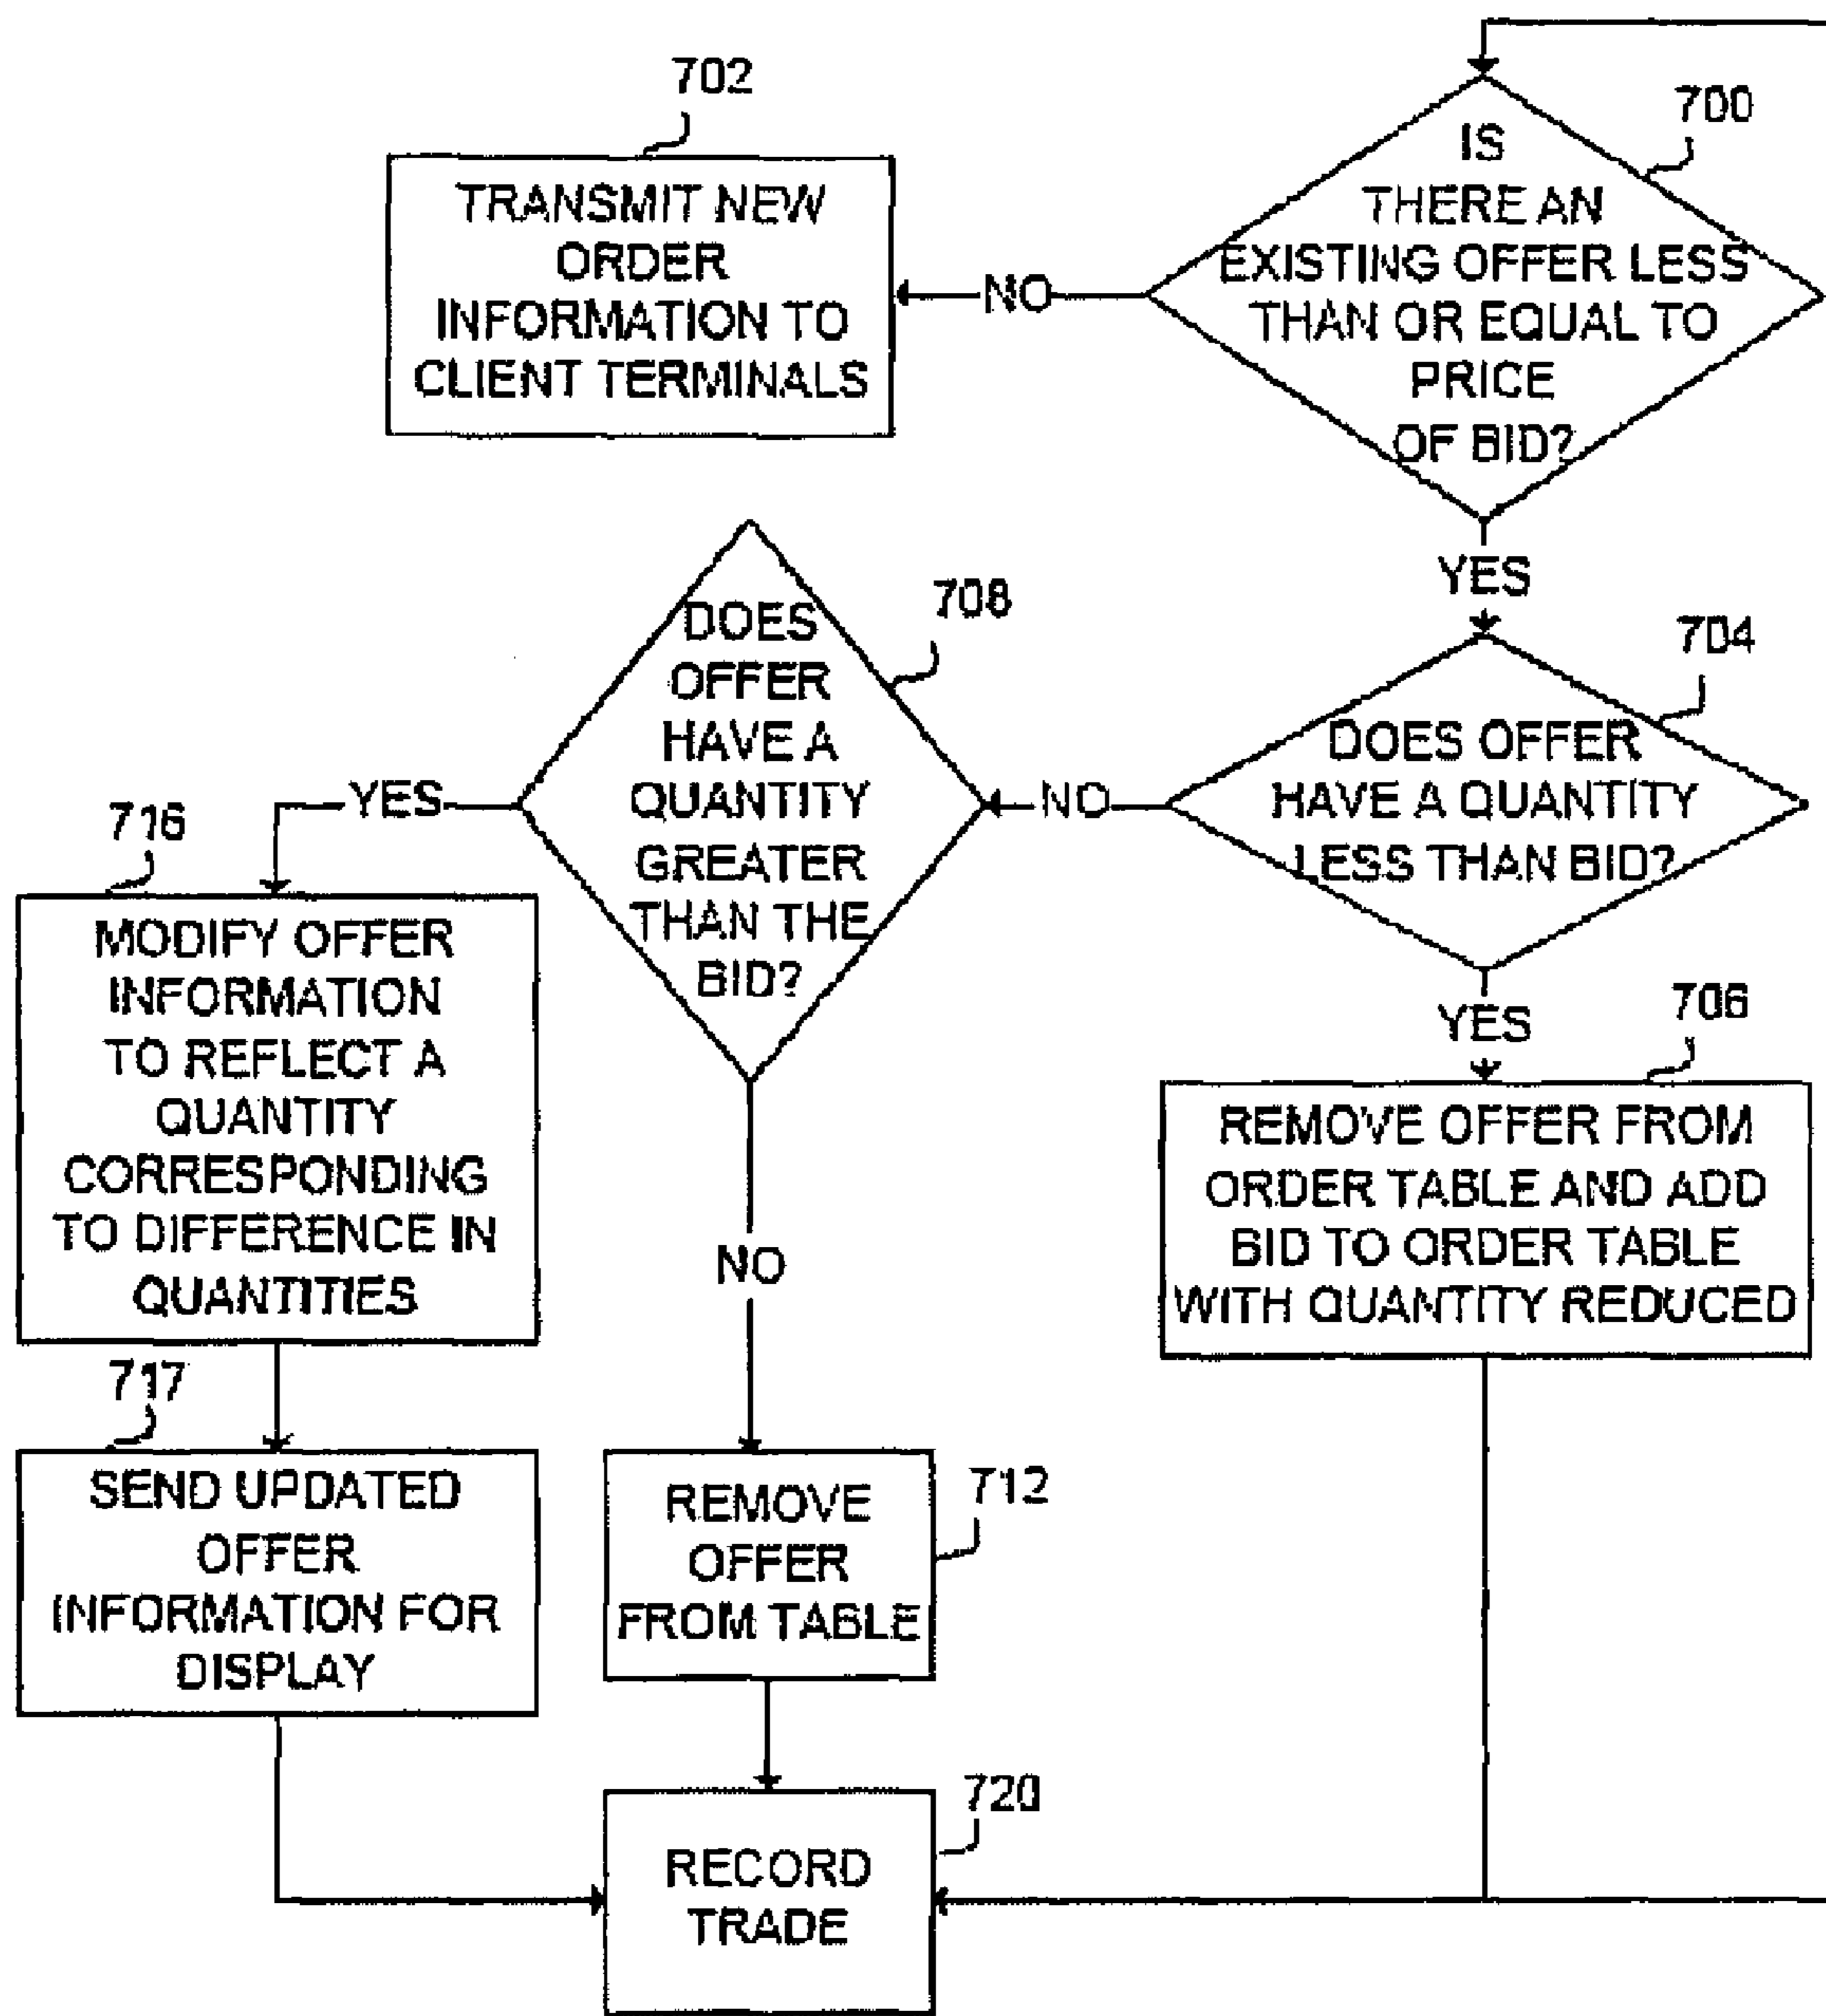 702
TRANSMIT NEW
ORDER
INFORMATION TO
CLIENT TERMINALS
700
IS
THERE AN
EXISTING OFFER LESS
THAN OR EQUAL TO
PRICE
OF BID?
NO
YES
704
DOES OFFER
HAVE A QUANTITY
LESS THAN BID?
NO
YES
708
DOES
OFFER
HAVE A
QUANTITY
GREATER
THAN THE
BID?
YES
NO
716
MODIFY OFFER
INFORMATION
TO REFLECT A
QUANTITY
CORRESPONDING
TO DIFFERENCE IN
QUANTITIES
706
REMOVE OFFER FROM
ORDER TABLE AND ADD
BID TO ORDER TABLE
WITH QUANTITY REDUCED
717
SEND UPDATED
OFFER
INFORMATION FOR
DISPLAY
712
REMOVE
OFFER
FROM TABLE
720
RECORD
TRADE